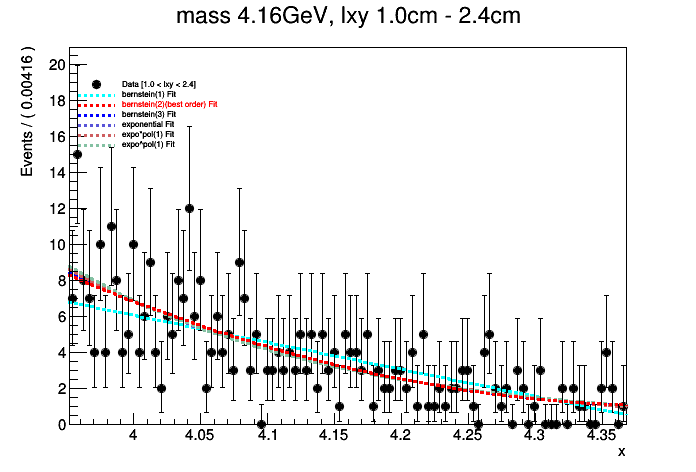 mass 4.16GeV, lxy 1.0cm - 2.4cm
Events / ( 0.00416 )
20
18
16
14
12
10
8
6
4
2
0
Data [1.0 < lxy < 2.4]
bernstein(1) Fit
bernstein(2)(best order) Fit
bernstein(3) Fit
exponential Fit
expo*pol(1) Fit
expo^pol(1) Fit
4 4.05 4.1 4.15 4.2 4.25 4.3 4.35
x